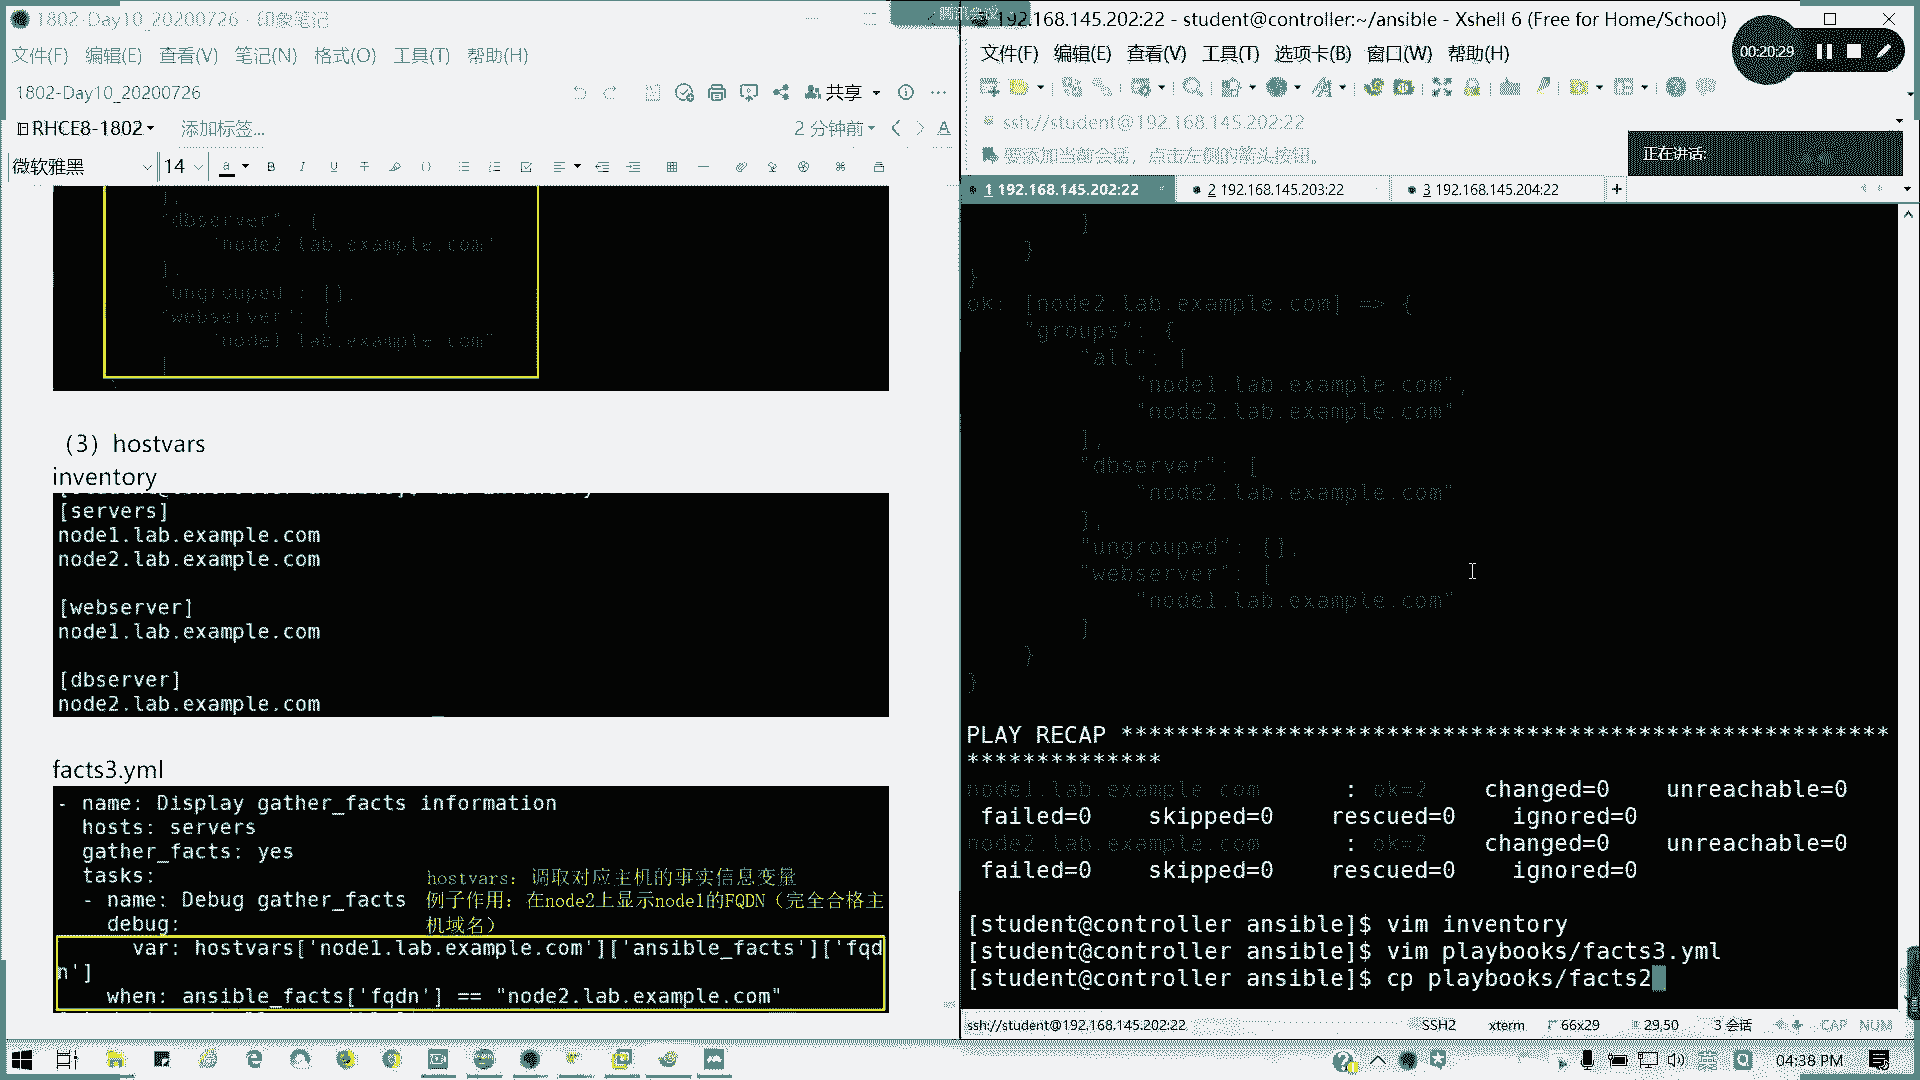 1802-Day10_20200726 - 印象笔记
文件(F) 编辑(E) 查看(V) 笔记(N) 格式(O) 工具(T) 帮助(H)
1802-Day10_20200726
共享
RHCE8-1802
添加标签...
2 分钟前
微软雅黑
14
],
"dbserver": [
"node2.lab.example.com"
],
"ungrouped": [],
"webserver": [
"node1.lab.example.com"
]
（3）hostvars
inventory
[servers]
node1.lab.example.com
node2.lab.example.com
[webserver]
node1.lab.example.com
[dbserver]
node2.lab.example.com
facts3.yml
- name: Display gather_facts information
hosts: servers
gather_facts: yes
tasks:
- name: Debug gather_facts
debug:
hostvars: 调取对应主机的事实信息变量
例子作用: 在node2上显示node1的FQDN（完全合格主
机域名）
var: hostvars['node1.lab.example.com']['ansible_facts']['fqd
n']
when: ansible_facts['fqdn'] == "node2.lab.example.com"
腾讯会议
192.168.145.202:22 - student@controller:~/ansible - Xshell 6 (Free for Home/School)
文件(F) 编辑(E) 查看(V) 工具(T) 选项卡(B) 窗口(W) 帮助(H)
00:20:29
ssh://student@192.168.145.202:22
要添加当前会话，点击左侧的箭头按钮。
正在讲话:
1 192.168.145.202:22
2 192.168.145.203:22
3 192.168.145.204:22
]
}
}
ok: [node2.lab.example.com] => {
"groups": {
"all": [
"node1.lab.example.com",
"node2.lab.example.com"
],
"dbserver": [
"node2.lab.example.com"
],
"ungrouped": [],
"webserver": [
"node1.lab.example.com"
]
}
}
PLAY RECAP ********************************************************
**************
node1.lab.example.com : ok=2 changed=0 unreachable=0
failed=0 skipped=0 rescued=0 ignored=0
node2.lab.example.com : ok=2 changed=0 unreachable=0
failed=0 skipped=0 rescued=0 ignored=0
[student@controller ansible]$ vim inventory
[student@controller ansible]$ vim playbooks/facts3.yml
[student@controller ansible]$ cp playbooks/facts2
ssh://student@192.168.145.202:22
SSH2
xterm
66x29
29,50
3 会话
CAP NUM
英
04:38 PM